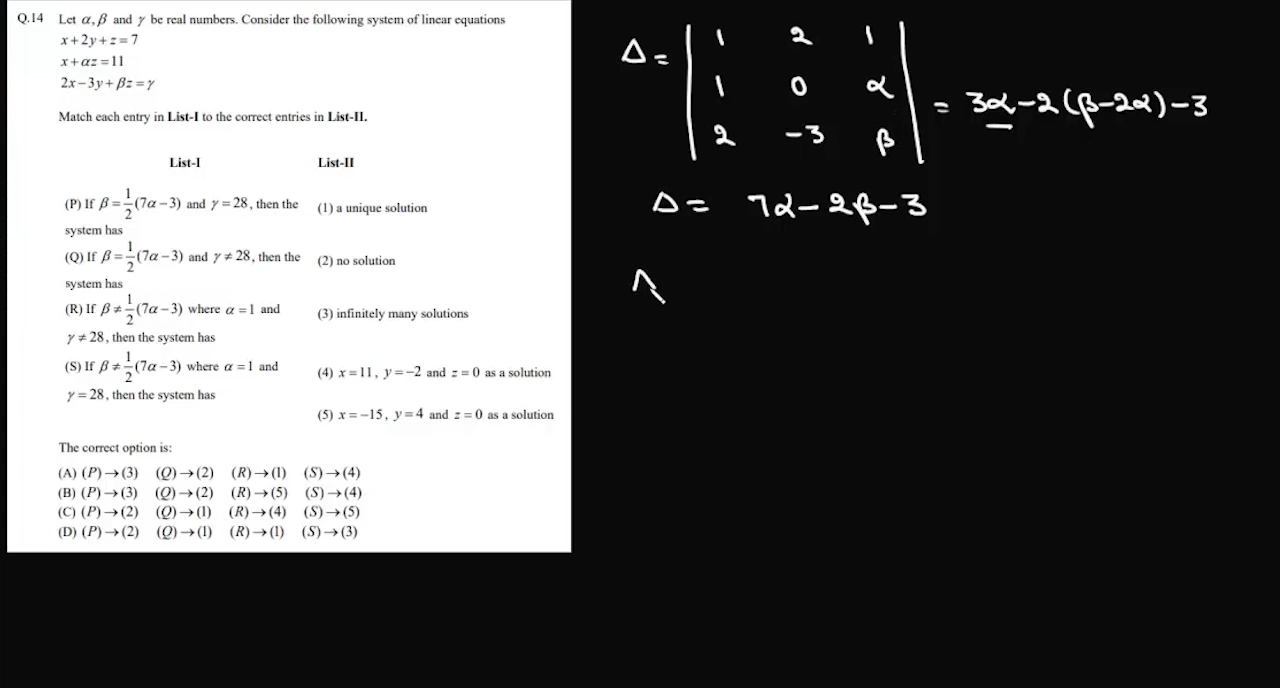 Q.14 Let α, β and γ be real numbers. Consider the following system of linear equations
x+2y+z=7
x+αz=11
2x−3y+βz=γ
Match each entry in List-I to the correct entries in List-II.
List-I List-II
(P) If β=1/2(7α−3) and γ=28, then the system has (1) a unique solution
(Q) If β=1/2(7α−3) and γ≠28, then the system has (2) no solution
(R) If β≠1/2(7α−3) where α=1 and γ≠28, then the system has (3) infinitely many solutions
(S) If β≠1/2(7α−3) where α=1 and γ=28, then the system has (4) x=11, y=−2 and z=0 as a solution
(5) x=−15, y=4 and z=0 as a solution
The correct option is:
(A) (P)→(3) (Q)→(2) (R)→(1) (S)→(4)
(B) (P)→(3) (Q)→(2) (R)→(5) (S)→(4)
(C) (P)→(2) (Q)→(1) (R)→(4) (S)→(5)
(D) (P)→(2) (Q)→(1) (R)→(1) (S)→(3)
Δ= | 1 2 1 |
| 1 0 α | = 3α−2(β−2α)−3
| 2 −3 β |
Δ= 7α−2β−3